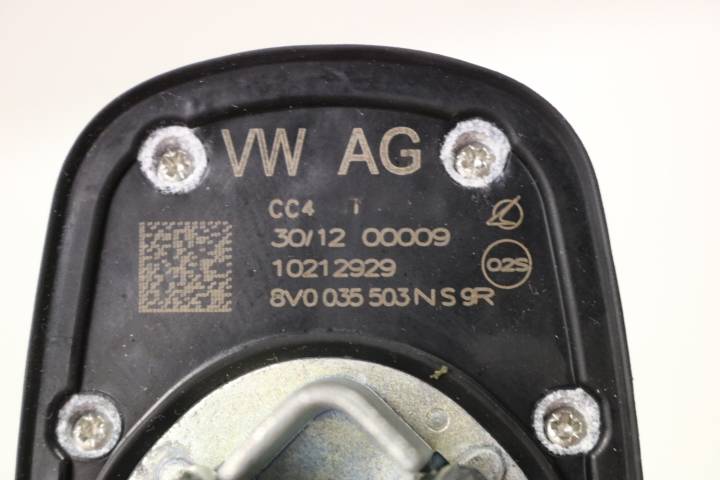 VW AG
CC4 T
30/12 00009
10212929
02S
8V0 035 503 N S 9R